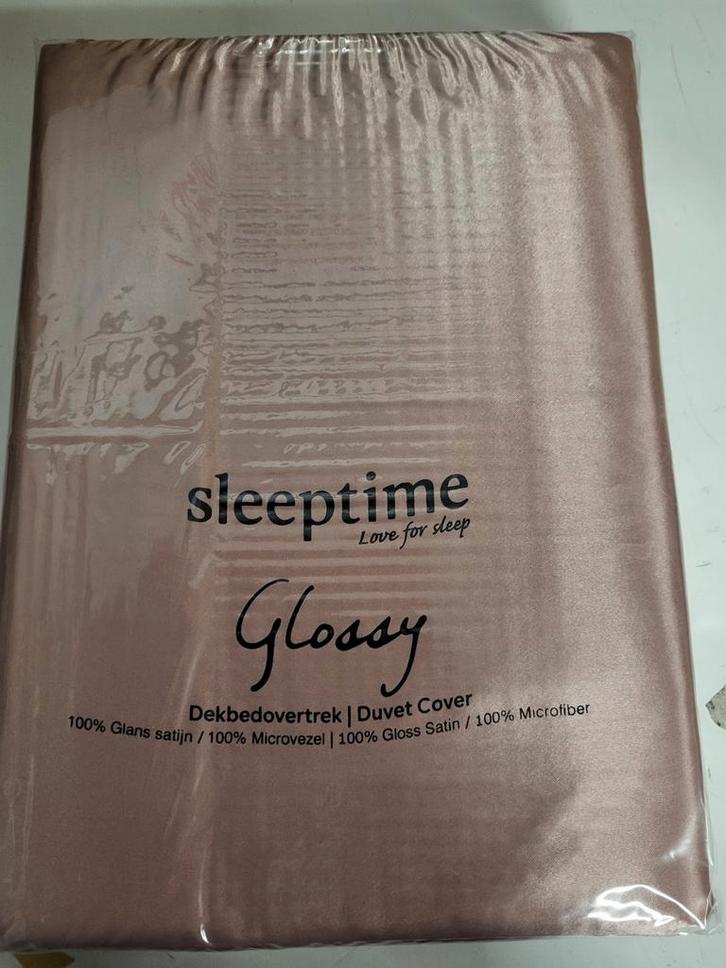 sleeptime
Love for sleep
Glossy
Dekbedovertrek | Duvet Cover
100% Glans satijn / 100% Microvezel | 100% Gloss Satin / 100% Microfiber